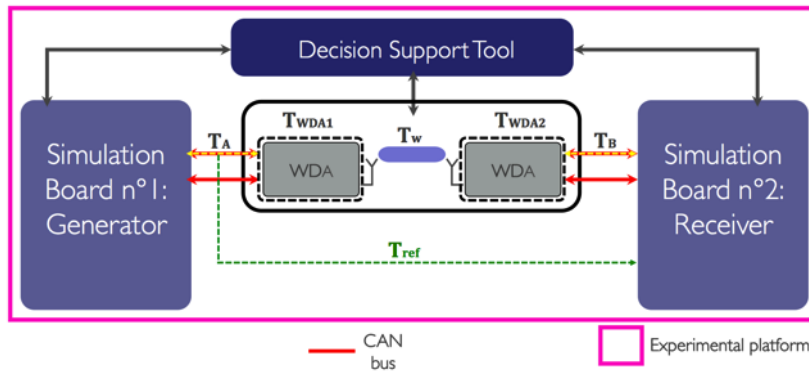 Decision Support Tool
Simulation
Board n°1:
Generator
TA
TWDA1
WDA
Tw
TWDA2
WDA
TB
Simulation
Board n°2:
Receiver
Tref
CAN
bus
Experimental platform